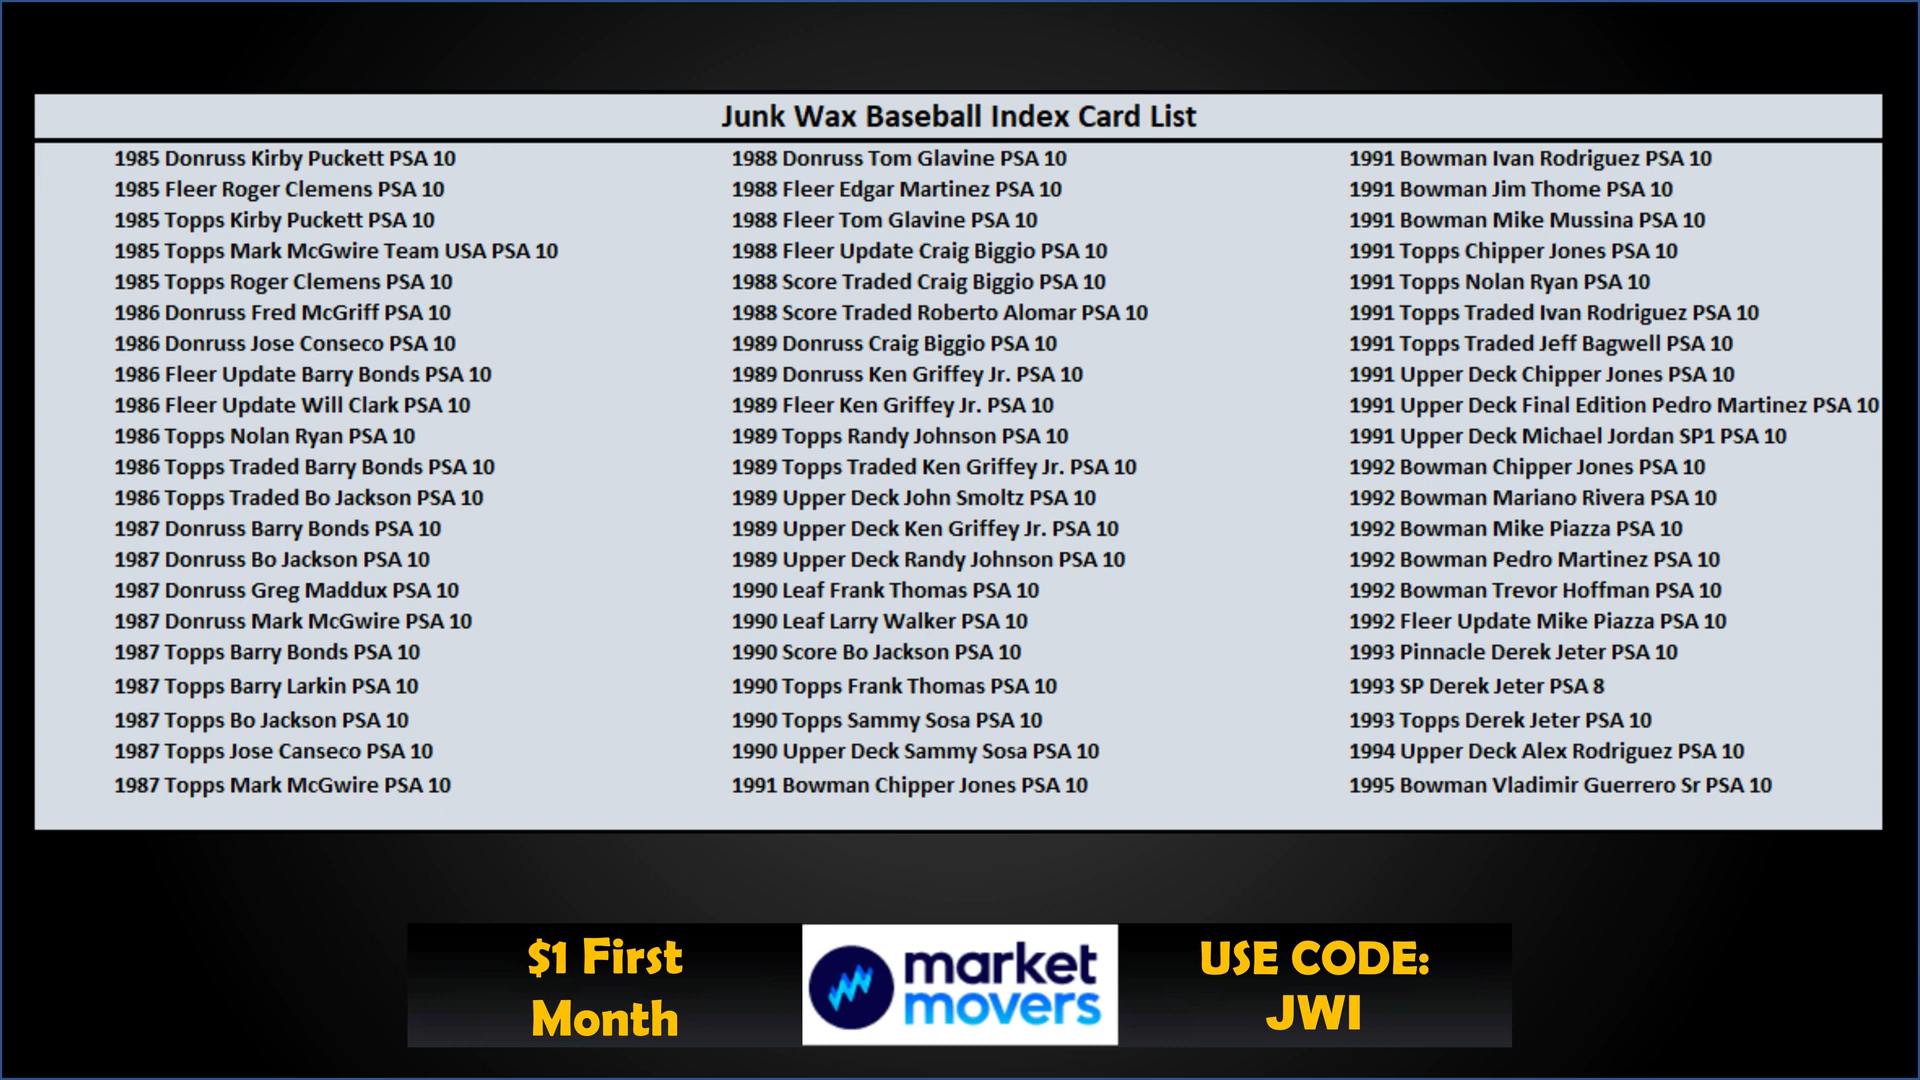 Junk Wax Baseball Index Card List
1985 Donruss Kirby Puckett PSA 10
1985 Fleer Roger Clemens PSA 10
1985 Topps Kirby Puckett PSA 10
1985 Topps Mark McGwire Team USA PSA 10
1985 Topps Roger Clemens PSA 10
1986 Donruss Fred McGriff PSA 10
1986 Donruss Jose Conseco PSA 10
1986 Fleer Update Barry Bonds PSA 10
1986 Fleer Update Will Clark PSA 10
1986 Topps Nolan Ryan PSA 10
1986 Topps Traded Barry Bonds PSA 10
1986 Topps Traded Bo Jackson PSA 10
1987 Donruss Barry Bonds PSA 10
1987 Donruss Bo Jackson PSA 10
1987 Donruss Greg Maddux PSA 10
1987 Donruss Mark McGwire PSA 10
1987 Topps Barry Bonds PSA 10
1987 Topps Barry Larkin PSA 10
1987 Topps Bo Jackson PSA 10
1987 Topps Jose Canseco PSA 10
1987 Topps Mark McGwire PSA 10
1988 Donruss Tom Glavine PSA 10
1988 Fleer Edgar Martinez PSA 10
1988 Fleer Tom Glavine PSA 10
1988 Fleer Update Craig Biggio PSA 10
1988 Score Traded Craig Biggio PSA 10
1988 Score Traded Roberto Alomar PSA 10
1989 Donruss Craig Biggio PSA 10
1989 Donruss Ken Griffey Jr. PSA 10
1989 Fleer Ken Griffey Jr. PSA 10
1989 Topps Randy Johnson PSA 10
1989 Topps Traded Ken Griffey Jr. PSA 10
1989 Upper Deck John Smoltz PSA 10
1989 Upper Deck Ken Griffey Jr. PSA 10
1989 Upper Deck Randy Johnson PSA 10
1990 Leaf Frank Thomas PSA 10
1990 Leaf Larry Walker PSA 10
1990 Score Bo Jackson PSA 10
1990 Topps Frank Thomas PSA 10
1990 Topps Sammy Sosa PSA 10
1990 Upper Deck Sammy Sosa PSA 10
1991 Bowman Chipper Jones PSA 10
1991 Bowman Ivan Rodriguez PSA 10
1991 Bowman Jim Thome PSA 10
1991 Bowman Mike Mussina PSA 10
1991 Topps Chipper Jones PSA 10
1991 Topps Nolan Ryan PSA 10
1991 Topps Traded Ivan Rodriguez PSA 10
1991 Topps Traded Jeff Bagwell PSA 10
1991 Upper Deck Chipper Jones PSA 10
1991 Upper Deck Final Edition Pedro Martinez PSA 10
1991 Upper Deck Michael Jordan SP1 PSA 10
1992 Bowman Chipper Jones PSA 10
1992 Bowman Mariano Rivera PSA 10
1992 Bowman Mike Piazza PSA 10
1992 Bowman Pedro Martinez PSA 10
1992 Bowman Trevor Hoffman PSA 10
1992 Fleer Update Mike Piazza PSA 10
1993 Pinnacle Derek Jeter PSA 10
1993 SP Derek Jeter PSA 8
1993 Topps Derek Jeter PSA 10
1994 Upper Deck Alex Rodriguez PSA 10
1995 Bowman Vladimir Guerrero Sr PSA 10
$1 First
Month
market
movers
USE CODE:
JWI